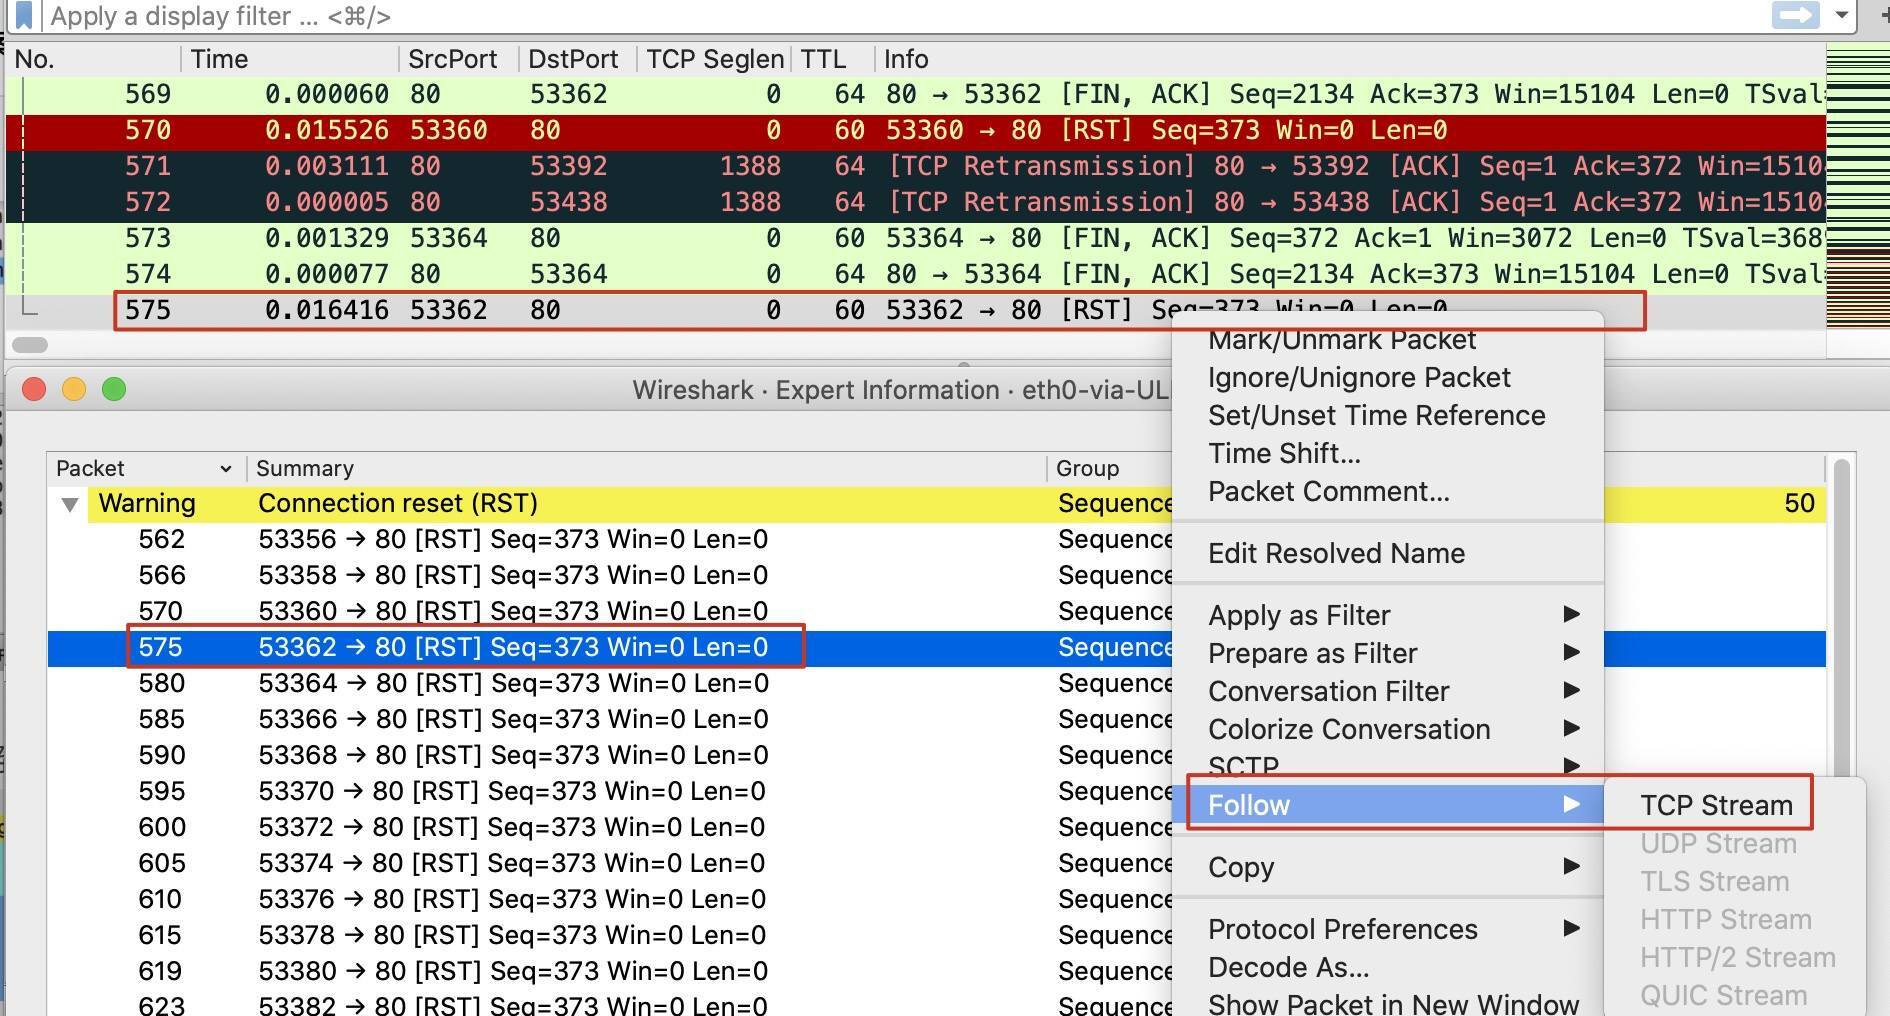 Apply a display filter ... <⌘/>
No. Time SrcPort DstPort TCP Seglen TTL Info
569 0.000060 80 53362 0 64 80 → 53362 [FIN, ACK] Seq=2134 Ack=373 Win=15104 Len=0 TSval=
570 0.015526 53360 80 0 60 53360 → 80 [RST] Seq=373 Win=0 Len=0
571 0.003111 80 53392 1388 64 [TCP Retransmission] 80 → 53392 [ACK] Seq=1 Ack=372 Win=1510
572 0.000005 80 53438 1388 64 [TCP Retransmission] 80 → 53438 [ACK] Seq=1 Ack=372 Win=1510
573 0.001329 53364 80 0 60 53364 → 80 [FIN, ACK] Seq=372 Ack=1 Win=3072 Len=0 TSval=368
574 0.000077 80 53364 0 64 80 → 53364 [FIN, ACK] Seq=2134 Ack=373 Win=15104 Len=0 TSval=
575 0.016416 53362 80 0 60 53362 → 80 [RST] Seq=373 Win=0 Len=0
Wireshark · Expert Information · eth0-via-UL
Packet Summary Group
Warning Connection reset (RST) Sequence 50
562 53356 → 80 [RST] Seq=373 Win=0 Len=0 Sequence
566 53358 → 80 [RST] Seq=373 Win=0 Len=0 Sequence
570 53360 → 80 [RST] Seq=373 Win=0 Len=0 Sequence
575 53362 → 80 [RST] Seq=373 Win=0 Len=0 Sequence
580 53364 → 80 [RST] Seq=373 Win=0 Len=0 Sequence
585 53366 → 80 [RST] Seq=373 Win=0 Len=0 Sequence
590 53368 → 80 [RST] Seq=373 Win=0 Len=0 Sequence
595 53370 → 80 [RST] Seq=373 Win=0 Len=0 Sequence
600 53372 → 80 [RST] Seq=373 Win=0 Len=0 Sequence
605 53374 → 80 [RST] Seq=373 Win=0 Len=0 Sequence
610 53376 → 80 [RST] Seq=373 Win=0 Len=0 Sequence
615 53378 → 80 [RST] Seq=373 Win=0 Len=0 Sequence
619 53380 → 80 [RST] Seq=373 Win=0 Len=0 Sequence
623 53382 → 80 [RST] Seq=373 Win=0 Len=0 Sequence
Mark/Unmark Packet
Ignore/Unignore Packet
Set/Unset Time Reference
Time Shift...
Packet Comment...
Edit Resolved Name
Apply as Filter
Prepare as Filter
Conversation Filter
Colorize Conversation
SCTP
Follow
Copy
Protocol Preferences
Decode As...
Show Packet in New Window
TCP Stream
UDP Stream
TLS Stream
HTTP Stream
HTTP/2 Stream
QUIC Stream